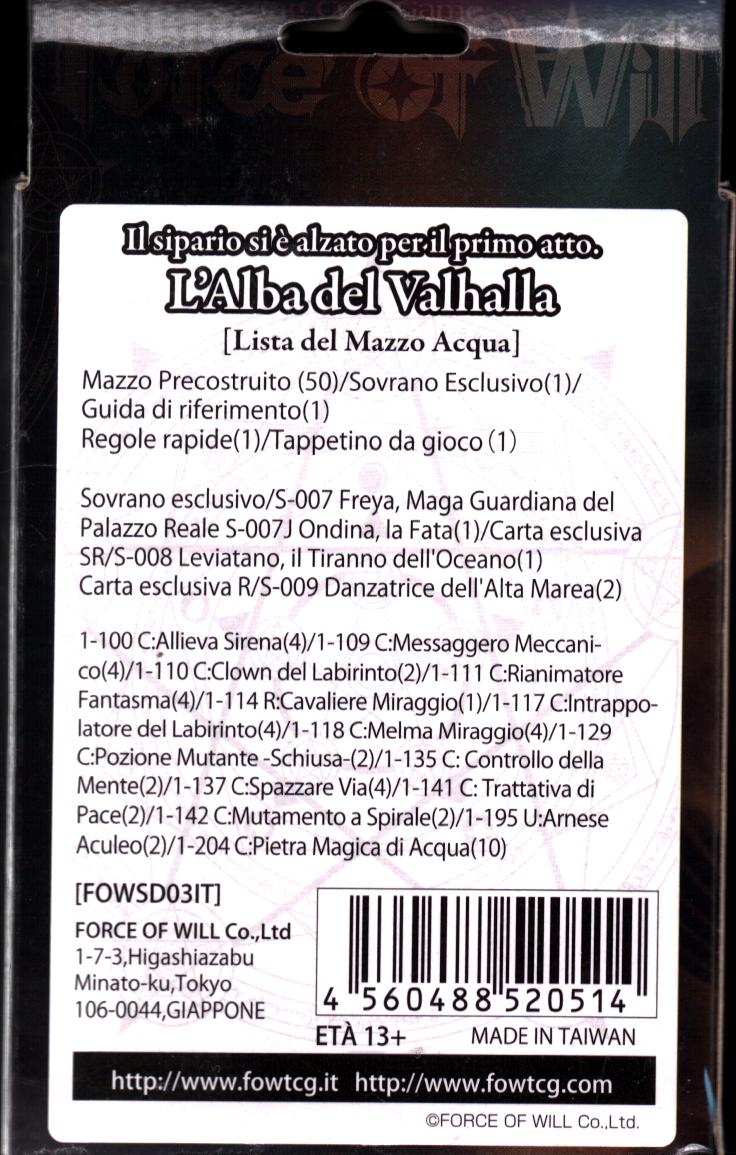 Force of Will
Il sipario si è alzato per il primo atto.
L'Alba del Valhalla
[Lista del Mazzo Acqua]
Mazzo Precostruito (50)/Sovrano Esclusivo(1)/
Guida di riferimento(1)
Regole rapide(1)/Tappetino da gioco (1)
Sovrano esclusivo/S-007 Freya, Maga Guardiana del
Palazzo Reale S-007J Ondina, la Fata(1)/Carta esclusiva
SR/S-008 Leviatano, il Tiranno dell'Oceano(1)
Carta esclusiva R/S-009 Danzatrice dell'Alta Marea(2)
1-100 C:Allieva Sirena(4)/1-109 C:Messaggero Meccani-
co(4)/1-110 C:Clown del Labirinto(2)/1-111 C:Rianimatore
Fantasma(4)/1-114 R:Cavaliere Miraggio(1)/1-117 C:Intrappo-
latore del Labirinto(4)/1-118 C:Melma Miraggio(4)/1-129
C:Pozione Mutante -Schiusa-(2)/1-135 C: Controllo della
Mente(2)/1-137 C:Spazzare Via(4)/1-141 C: Trattativa di
Pace(2)/1-142 C:Mutamento a Spirale(2)/1-195 U:Arnese
Aculeo(2)/1-204 C:Pietra Magica di Acqua(10)
[FOWSD03IT]
FORCE OF WILL Co.,Ltd
1-7-3,Higashiazabu
Minato-ku,Tokyo
106-0044,GIAPPONE
4 560488 520514
ETÀ 13+ MADE IN TAIWAN
http://www.fowtcg.it http://www.fowtcg.com
©FORCE OF WILL Co.,Ltd.